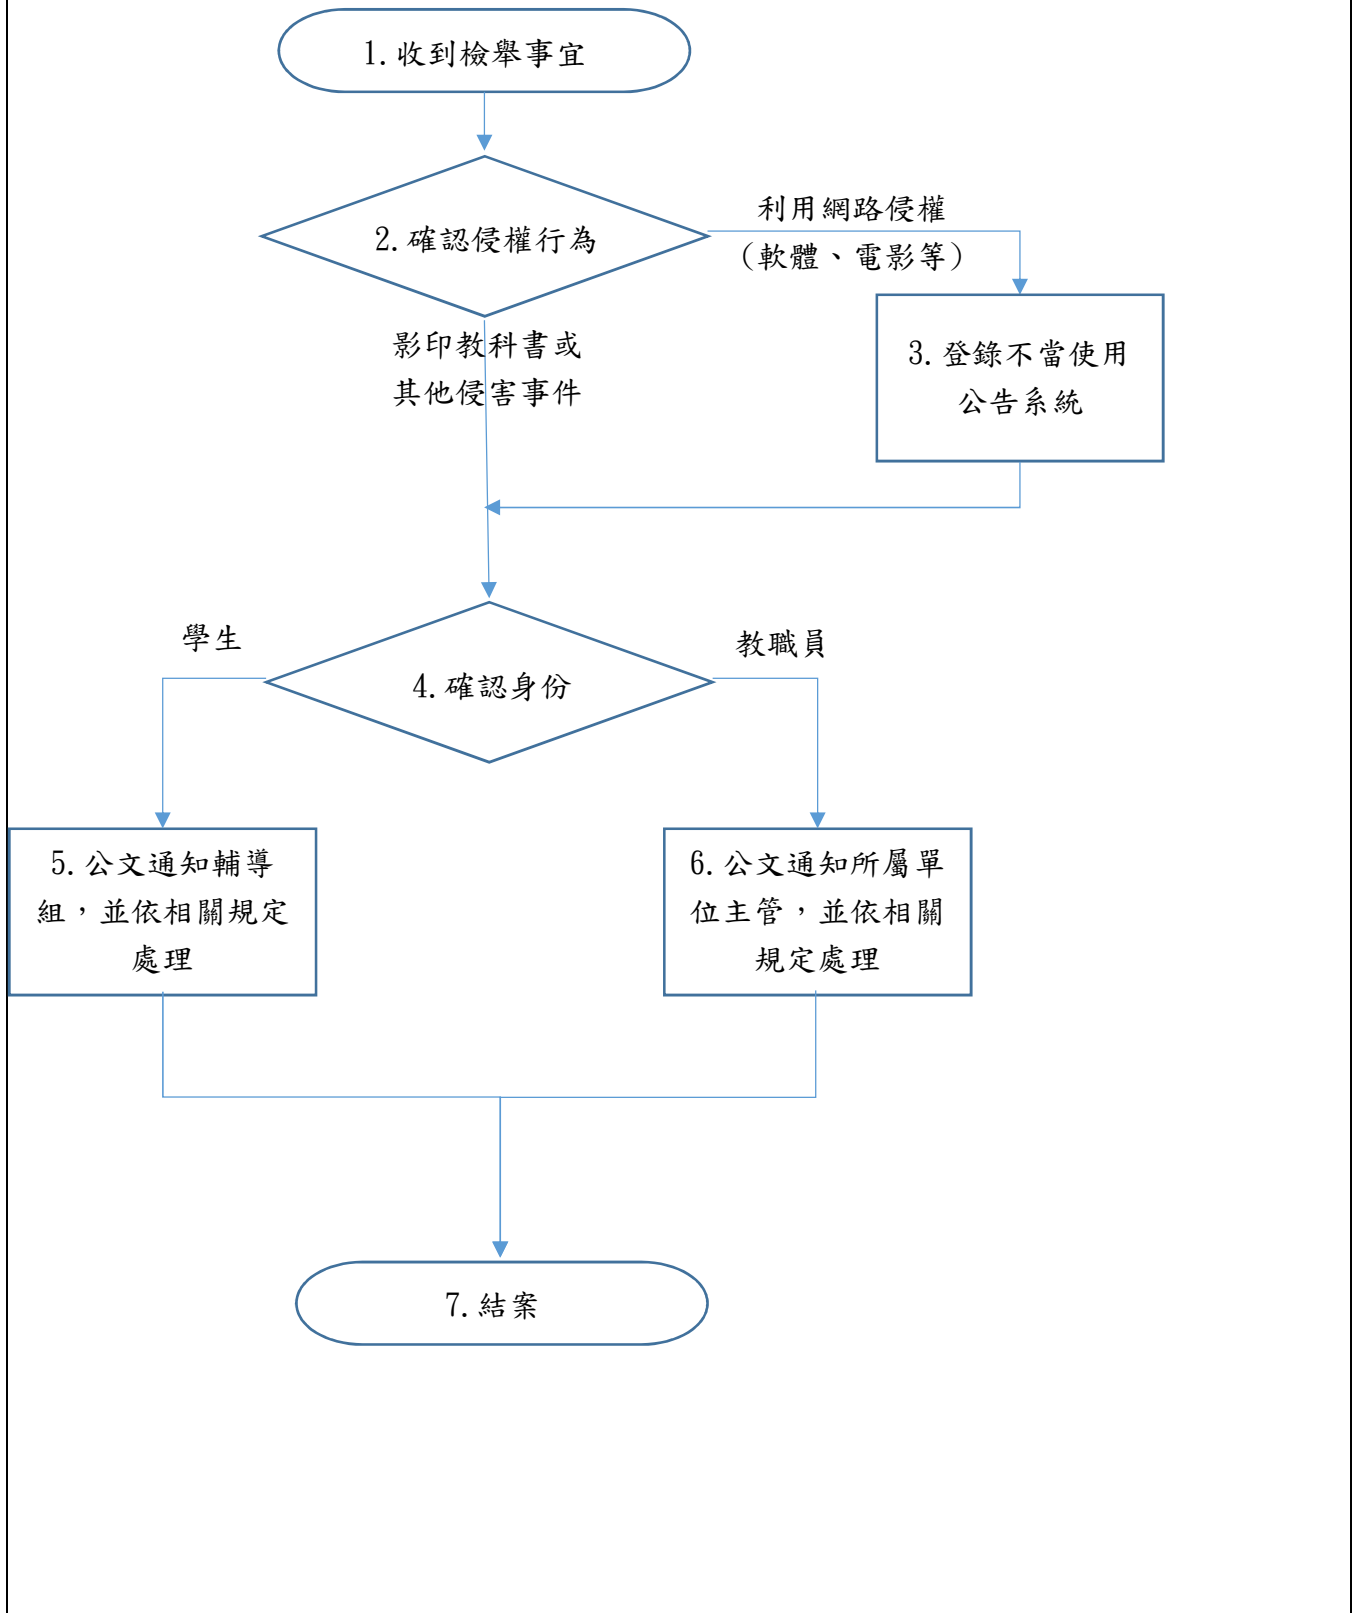 1.收到檢舉事宜
2.確認侵權行為
利用網路侵權
(軟體、電影等)
影印教科書或
其他侵害事件
3.登錄不當使用
公告系統
學生
教職員
4.確認身份
5.公文通知輔導
組，並依相關規定
處理
6.公文通知所屬單
位主管，並依相關
規定處理
7.結案